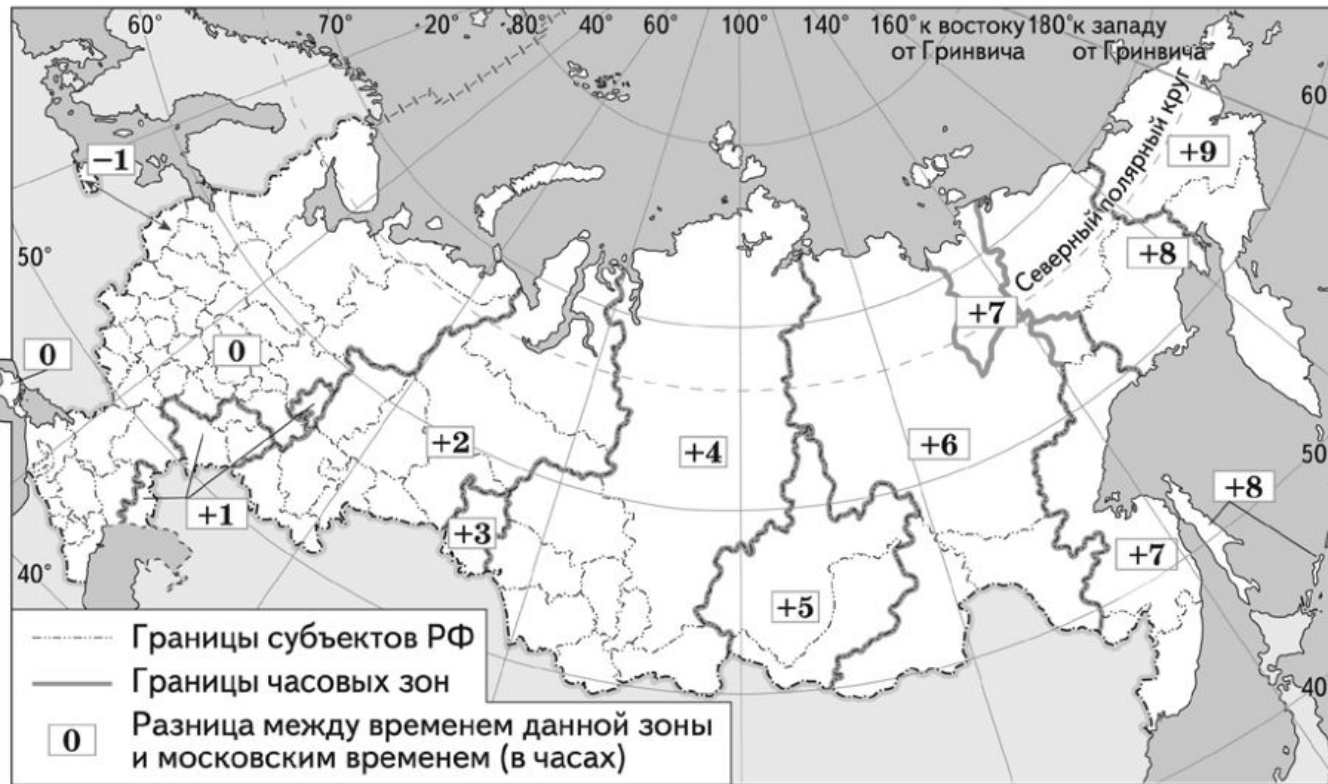 60° 70° 20° 80° 40° 60° 100° 120° 140° 160° к востоку 180° к западу
от Гринвича от Гринвича
60
Северный полярный круг
+9
−1
50°
+8
+7
0
0
+2
+4
+6
50
+8
+1
+3
+7
40°
+5
40
Границы субъектов РФ
Границы часовых зон
0 Разница между временем данной зоны
и московским временем (в часах)